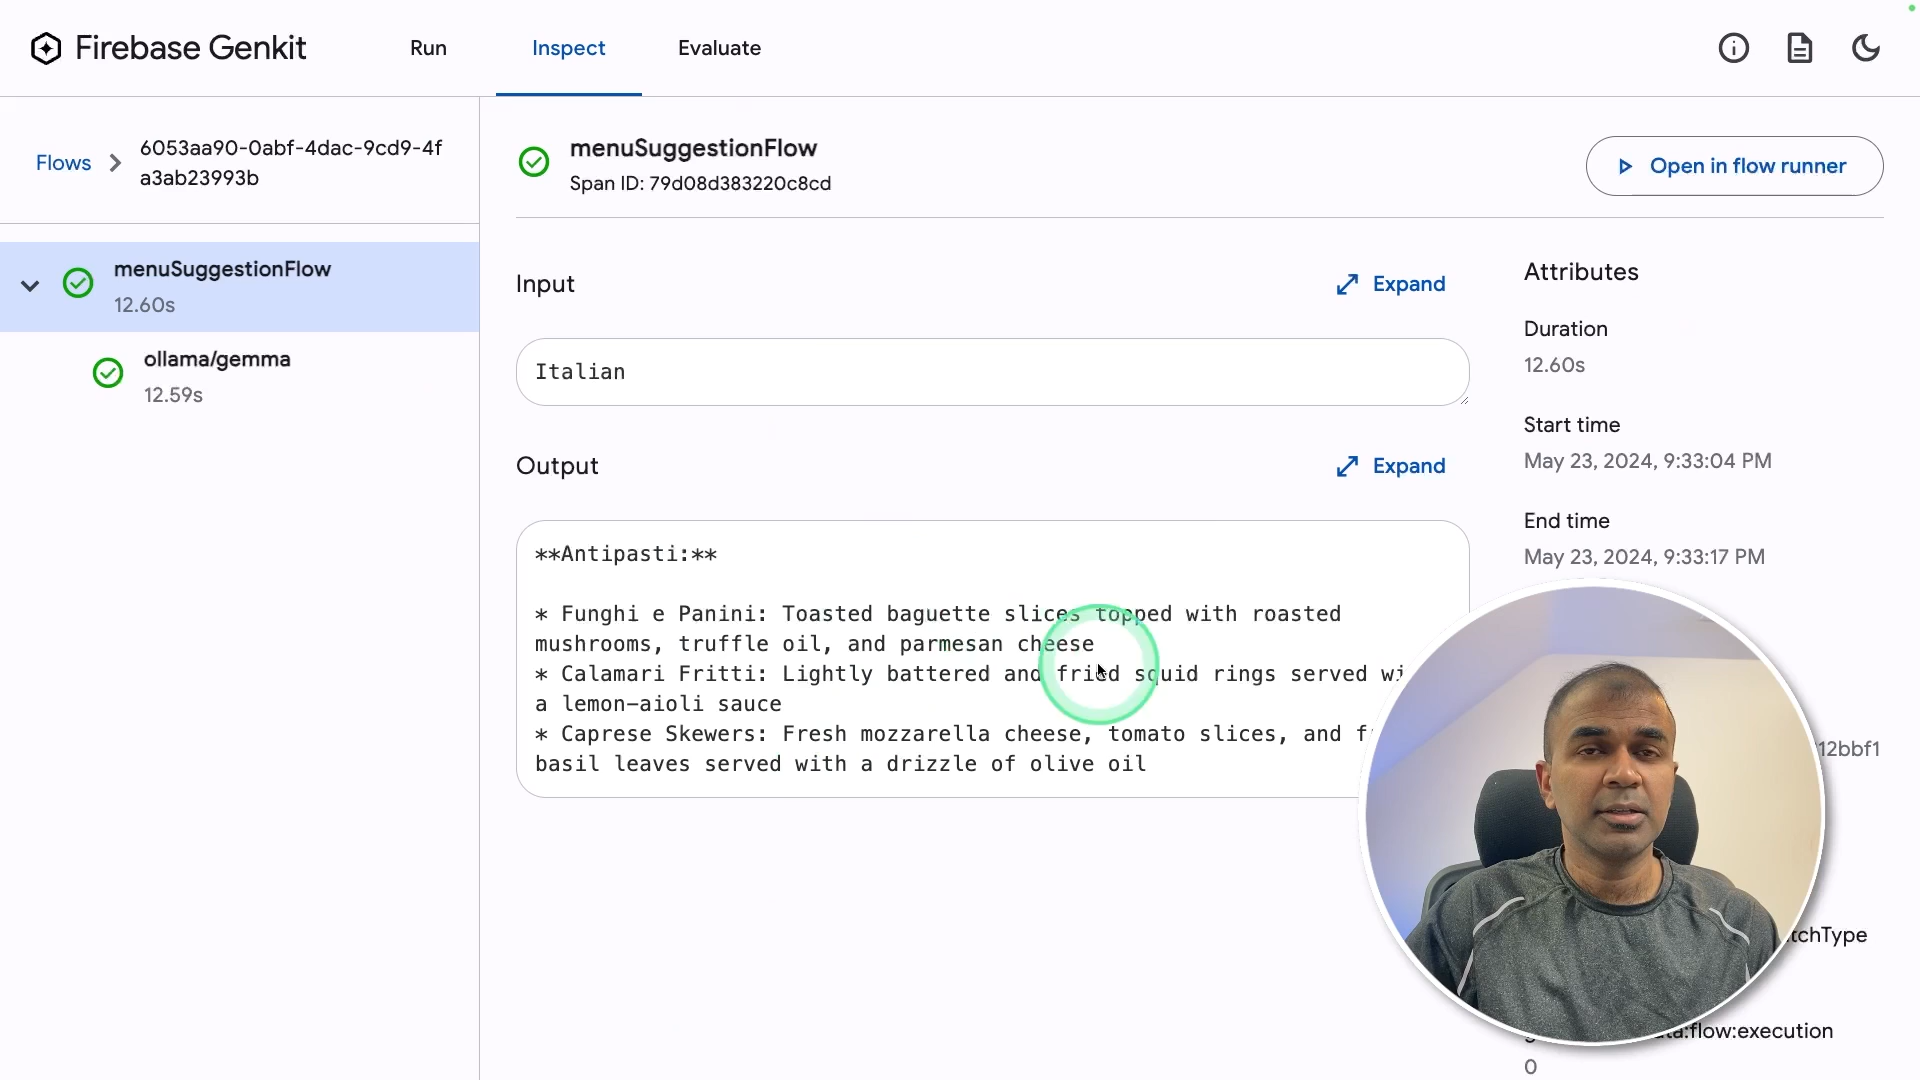 Firebase Genkit
Run
Inspect
Evaluate
Flows
6053aa90-0abf-4dac-9cd9-4f
a3ab23993b
menuSuggestionFlow
12.60s
ollama/gemma
12.59s
menuSuggestionFlow
Span ID: 79d08d383220c8cd
Open in flow runner
Input
Expand
Italian
Output
Expand
**Antipasti:**
* Funghi e Panini: Toasted baguette slices topped with roasted
mushrooms, truffle oil, and parmesan cheese
* Calamari Fritti: Lightly battered and fried squid rings served
a lemon-aioli sauce
* Caprese Skewers: Fresh mozzarella cheese, tomato slices, and
basil leaves served with a drizzle of olive oil
Attributes
Duration
12.60s
Start time
May 23, 2024, 9:33:04 PM
End time
May 23, 2024, 9:33:17 PM
12bbf1
tchType
:flow:execution
0